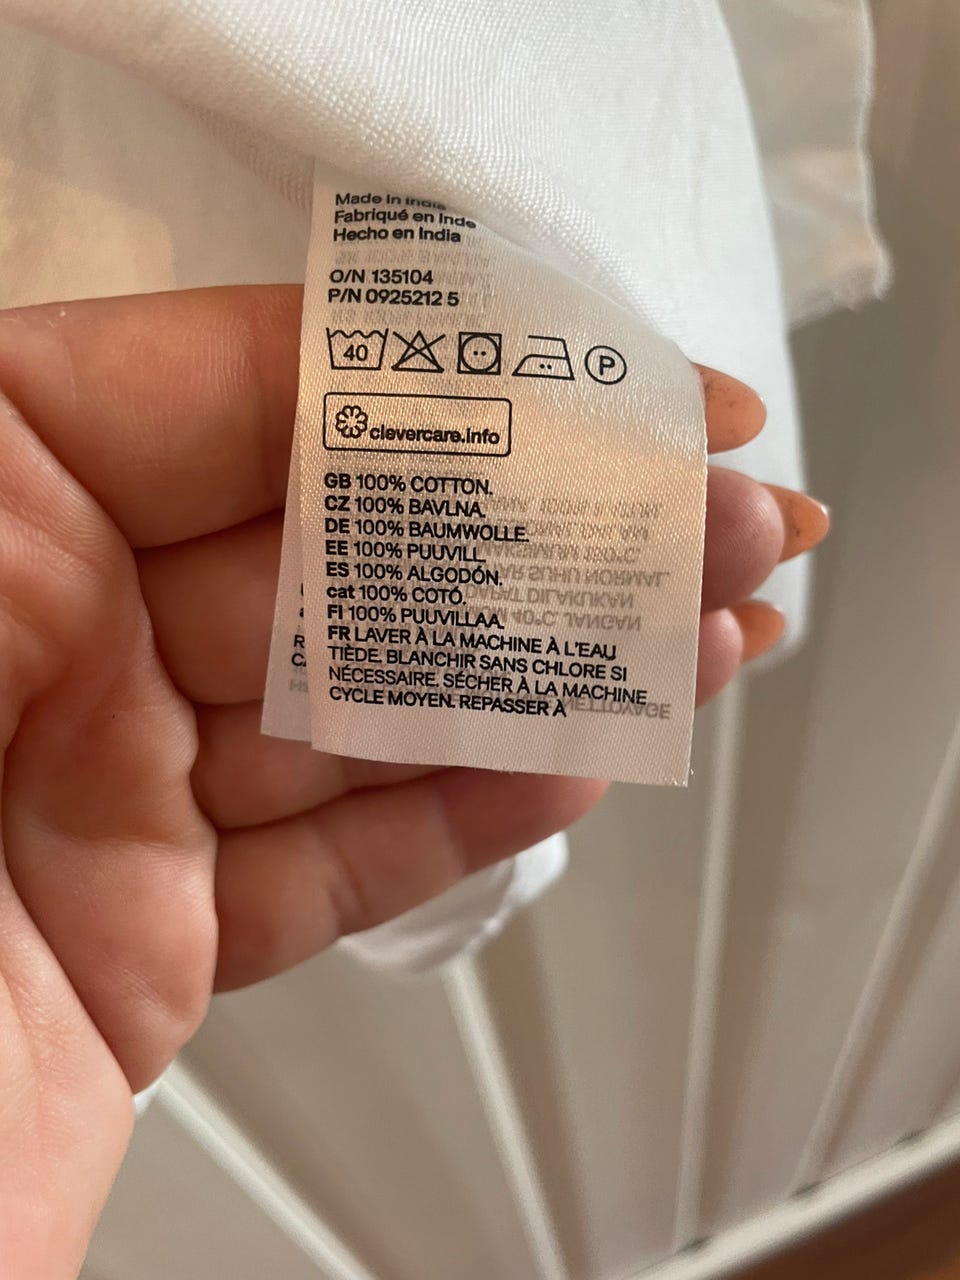 Made in India
Fabriqué en Inde
Hecho en India
O/N 135104
P/N 0925212 5
40
P
clevercare.info
GB 100% COTTON.
CZ 100% BAVLNA.
DE 100% BAUMWOLLE.
EE 100% PUUVILL
ES 100% ALGODÓN.
cat 100% COTÓ.
FI 100% PUUVILLAA.
FR LAVER À LA MACHINE À L'EAU
TIÈDE. BLANCHIR SANS CHLORE SI
NÉCESSAIRE. SÉCHER À LA MACHINE
CYCLE MOYEN. REPASSER À